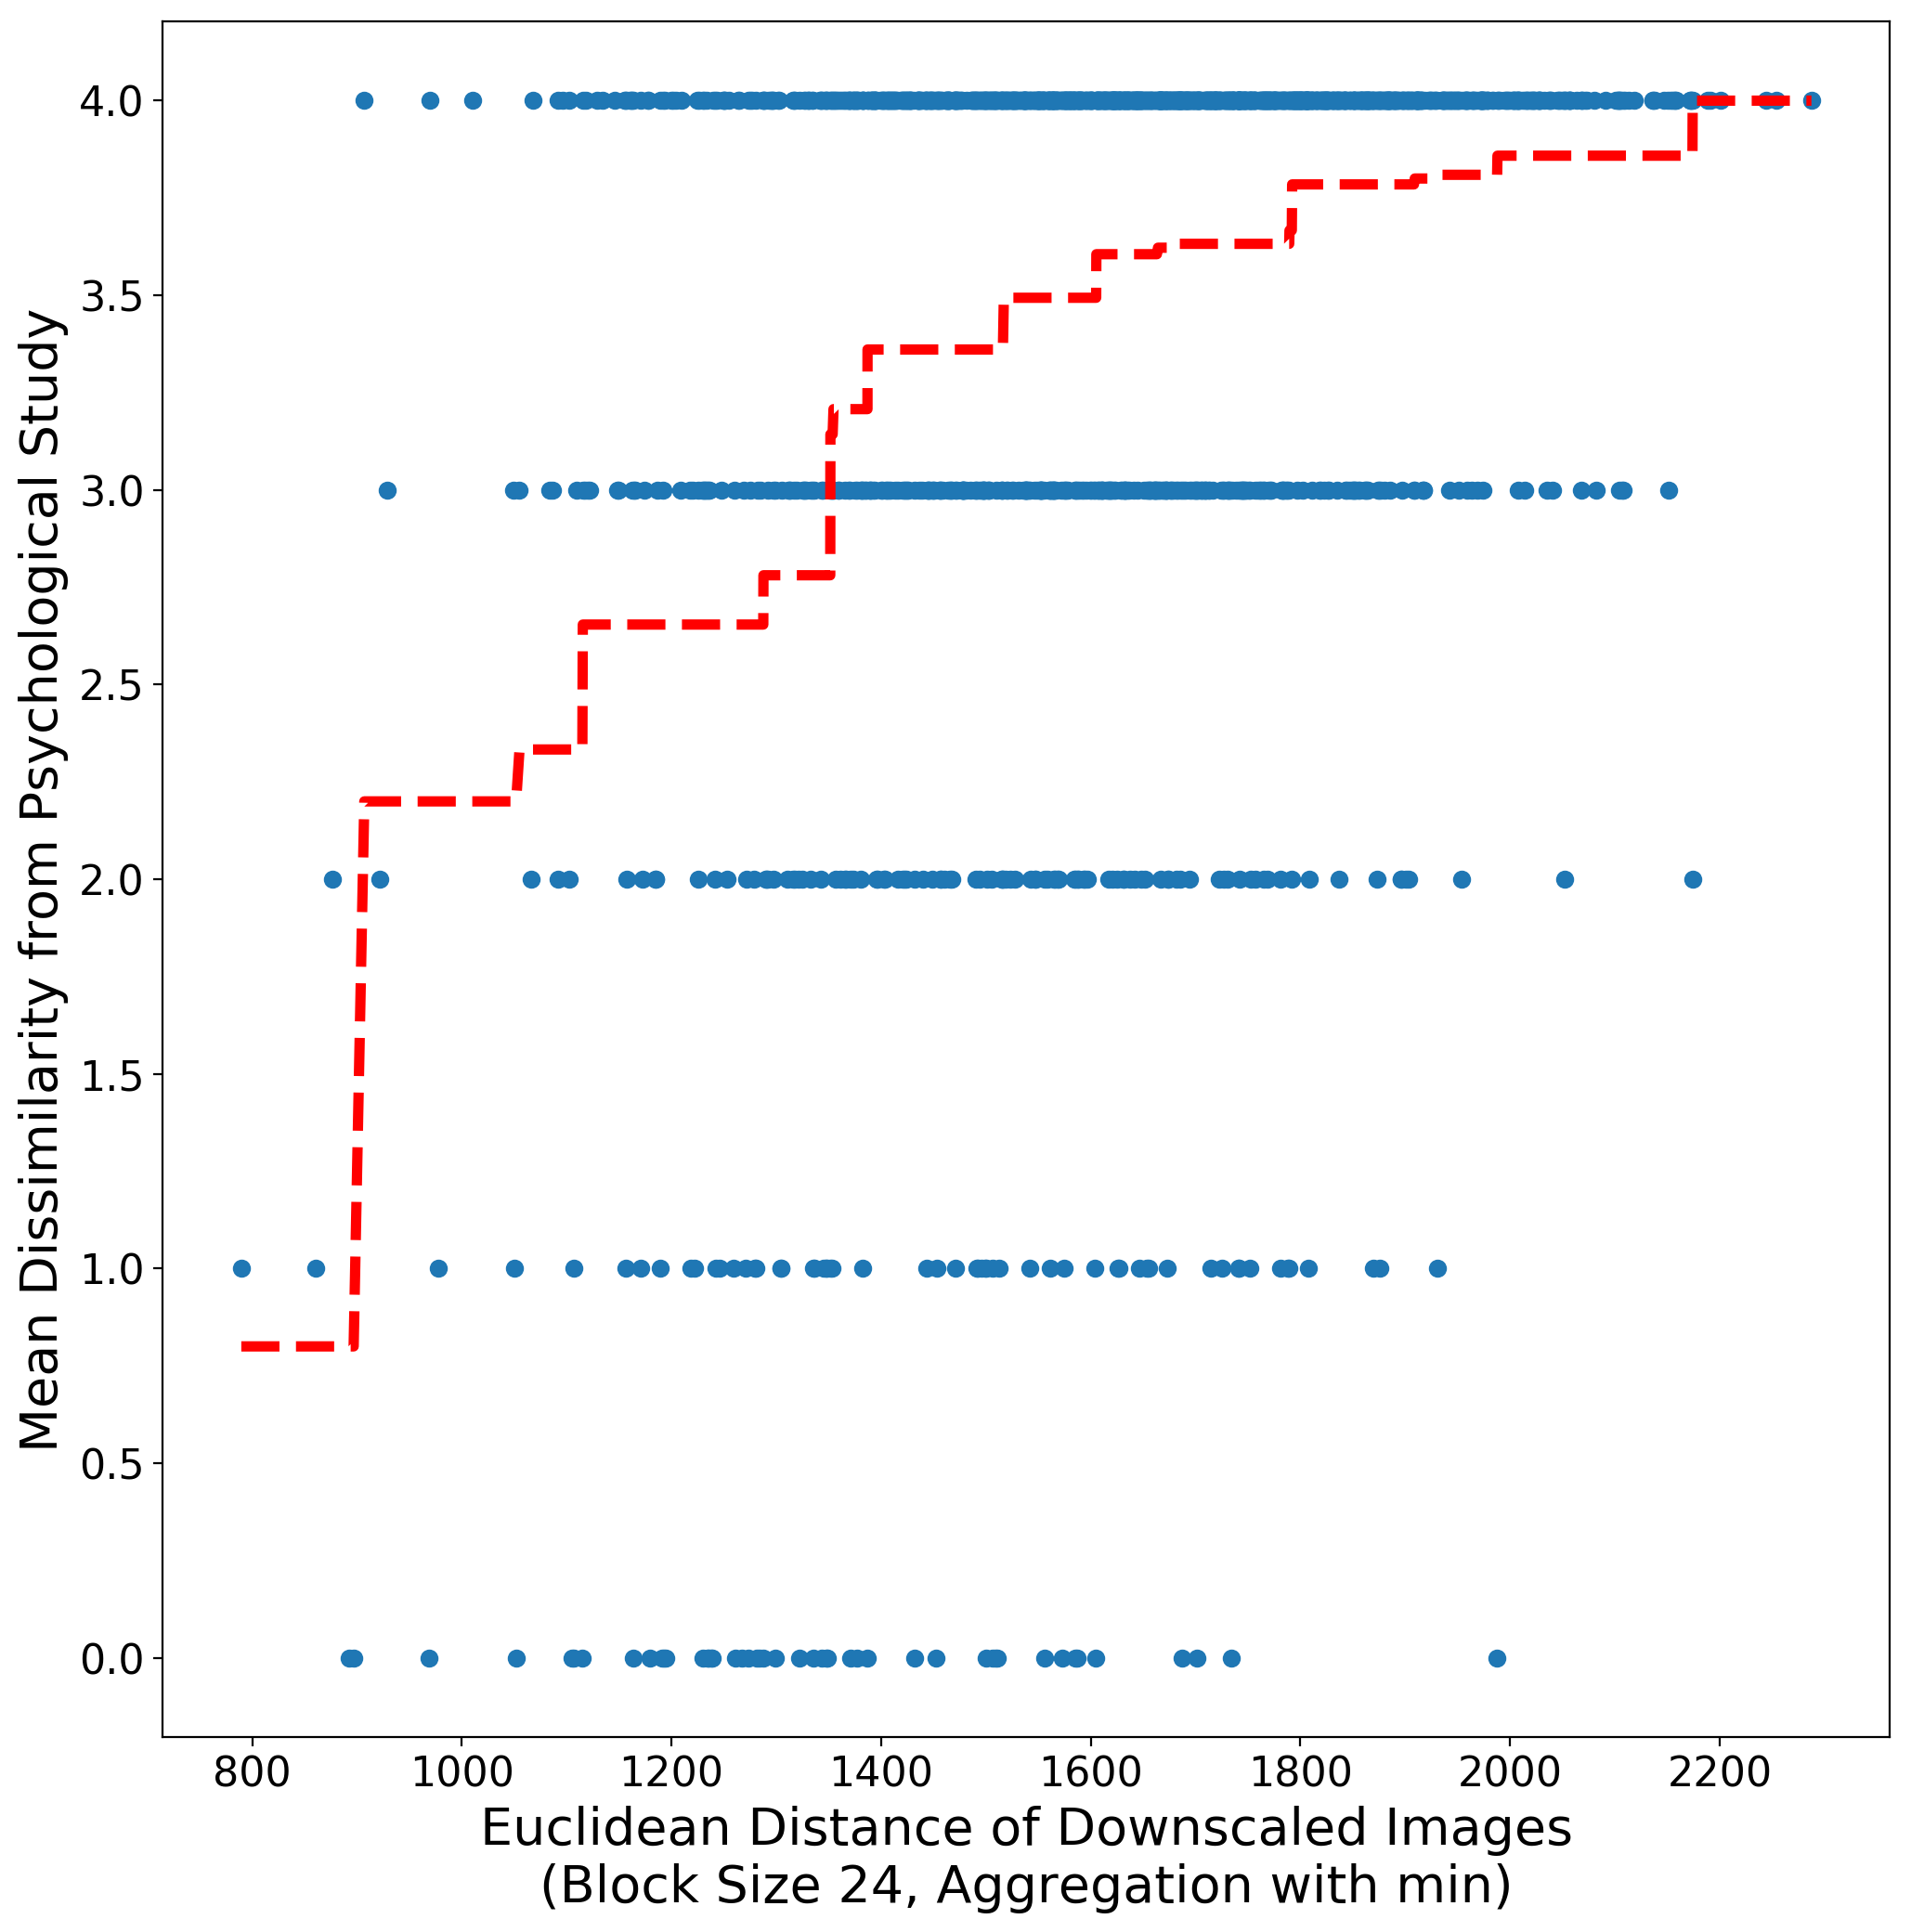 Mean Dissimilarity from Psychological Study
4.0
3.5
3.0
2.5
2.0
1.5
1.0
0.5
0.0
800 1000 1200 1400 1600 1800 2000 2200
Euclidean Distance of Downscaled Images
(Block Size 24, Aggregation with min)